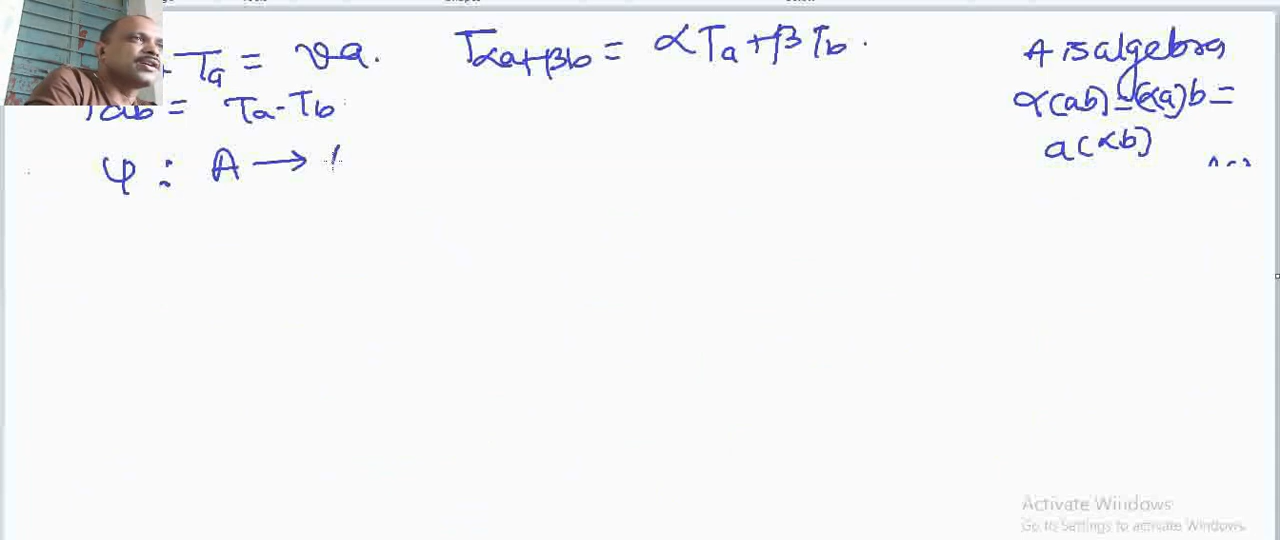 Ta = va. Tαa+βb = αTa+βTb.
Tab = Ta·Tb
φ : A →
A is algebra
α(ab) = (αa)b =
a(αb)
Activate Windows
Go to Settings to activate Windows.